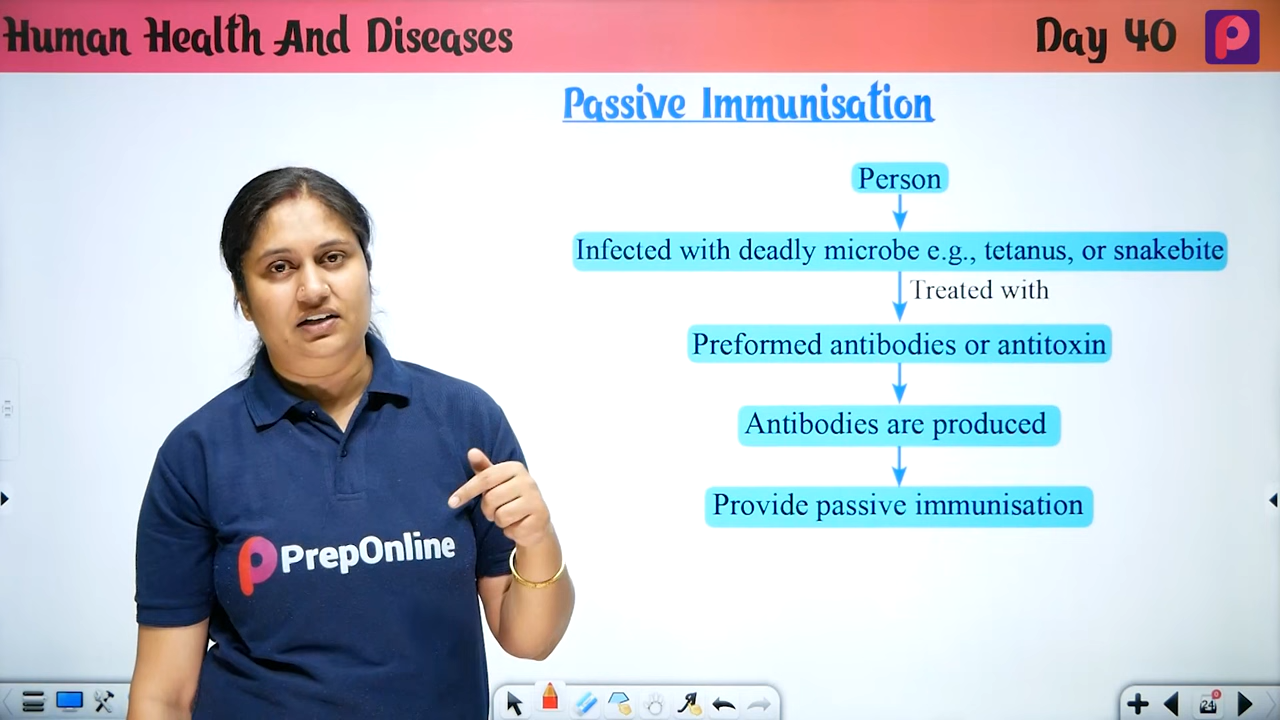 Human Health And Diseases
Day 40
Passive Immunisation
Person
Infected with deadly microbe e.g., tetanus, or snakebite
Treated with
Preformed antibodies or antitoxin
Antibodies are produced
Provide passive immunisation
PrepOnline
24